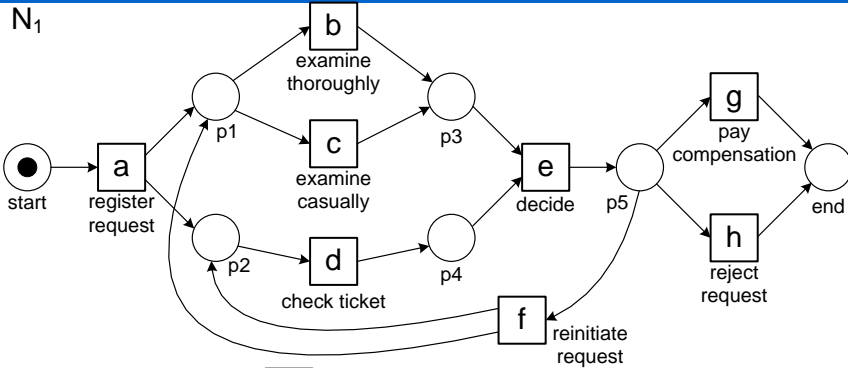 N1
b
examine
thoroughly
p1
p3
c
examine
casually
g
pay
compensation
start
a
register
request
e
decide
p5
end
p2
d
check ticket
p4
h
reject
request
f
reinitiate
request